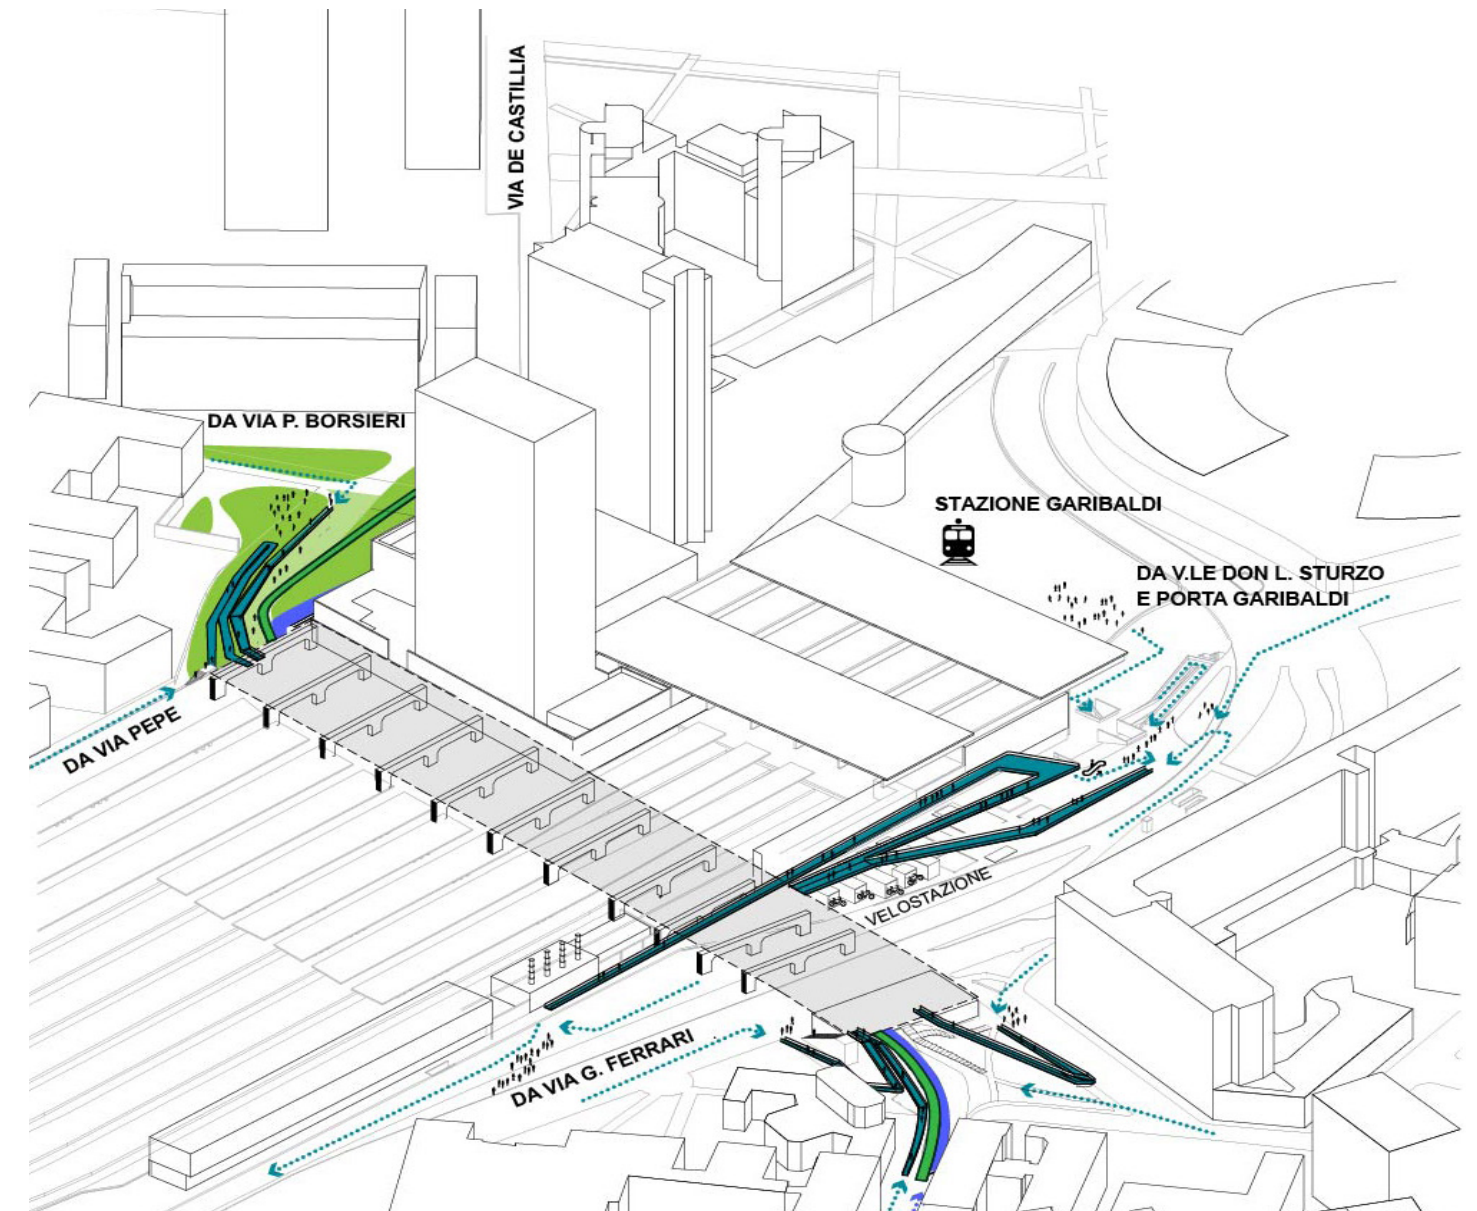 VIA DE CASTILLIA
DA VIA P. BORSIERI
STAZIONE GARIBALDI
DA V.LE DON L. STURZO
E PORTA GARIBALDI
DA VIA PEPE
VELOSTAZIONE
DA VIA G. FERRARI